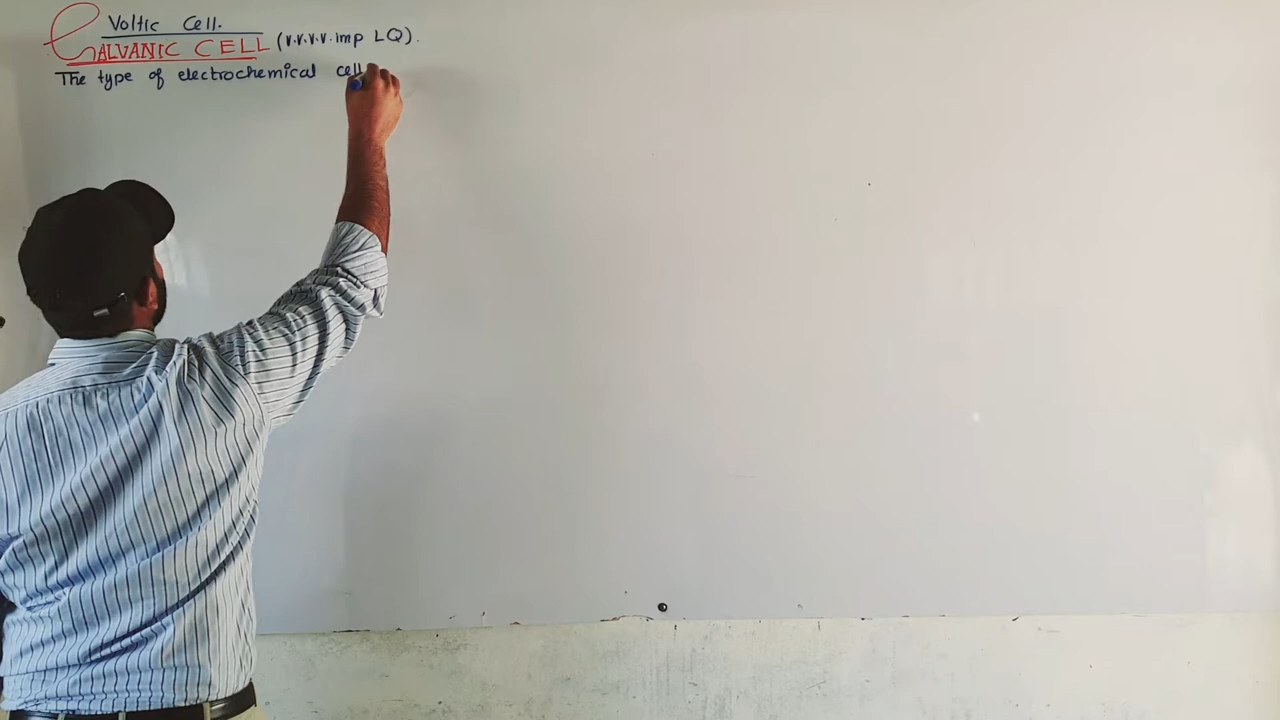 Voltic Cell.
GALVANIC CELL (v.v.v.v.imp LQ).
The type of electrochemical cell